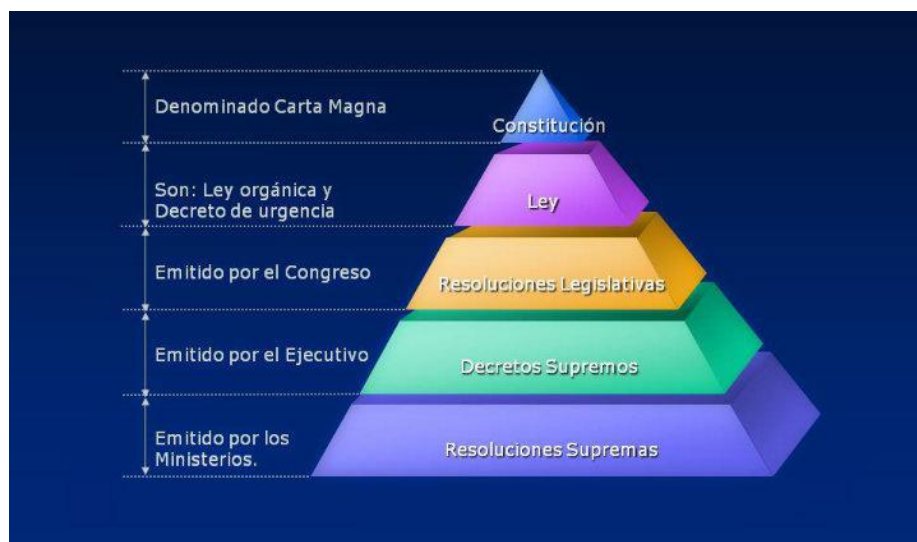 Denominado Carta Magna
Constitución
Son: Ley orgánica y
Decreto de urgencia
Ley
Emitido por el Congreso
Resoluciones Legislativas
Emitido por el Ejecutivo
Decretos Supremos
Emitido por los
Ministerios.
Resoluciones Supremas